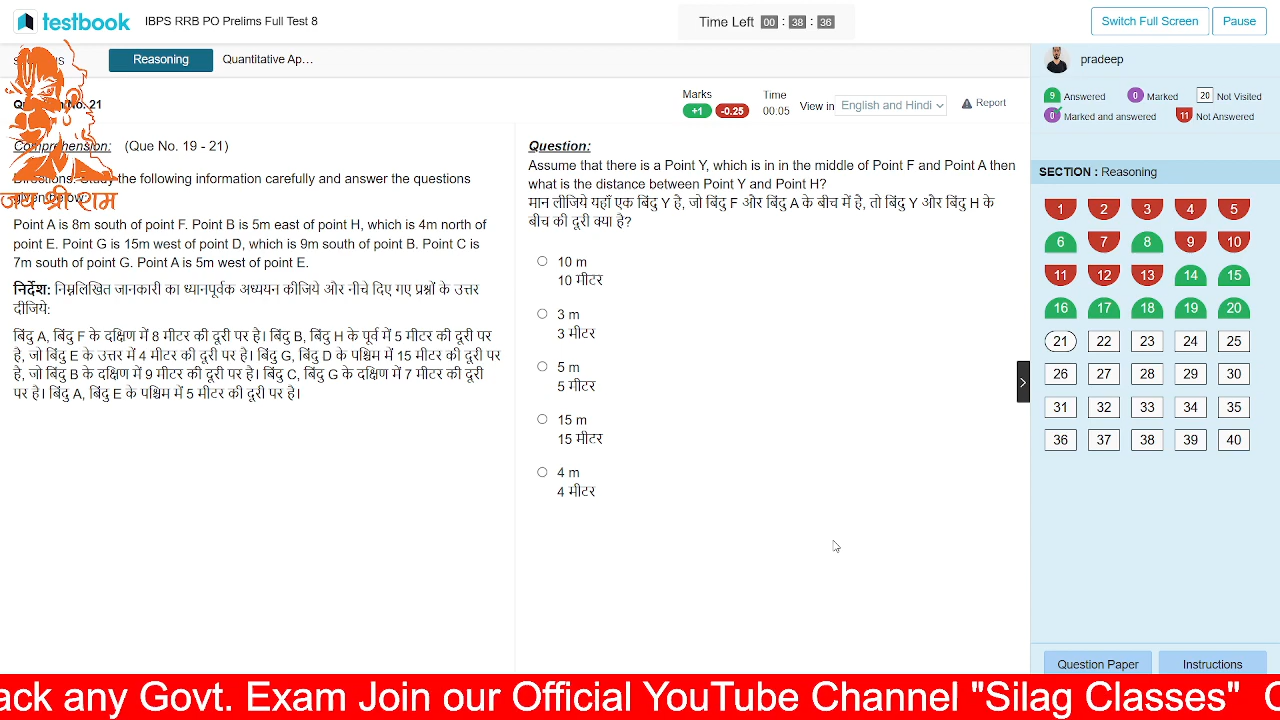 testbook
IBPS RRB PO Prelims Full Test 8
Time Left 00 : 38 : 36
Switch Full Screen
Pause
Reasoning
Quantitative Ap...
pradeep
No. 21
Marks
+1 -0.25
Time
00.05
View in English and Hindi
Report
9 Answered
0 Marked
20 Not Visited
0 Marked and answered
11 Not Answered
Comprehension: (Que No. 19 - 21)
Directions: Study the following information carefully and answer the questions
given below
जय श्री राम
Point A is 8m south of point F. Point B is 5m east of point H, which is 4m north of
point E. Point G is 15m west of point D, which is 9m south of point B. Point C is
7m south of point G. Point A is 5m west of point E.
निर्देश: निम्नलिखित जानकारी का ध्यानपूर्वक अध्ययन कीजिये और नीचे दिए गए प्रश्नों के उत्तर
दीजिये:
बिंदु A, बिंदु F के दक्षिण में 8 मीटर की दूरी पर है। बिंदु B, बिंदु H के पूर्व में 5 मीटर की दूरी पर
है, जो बिंदु E के उत्तर में 4 मीटर की दूरी पर है। बिंदु G, बिंदु D के पश्चिम में 15 मीटर की दूरी पर
है, जो बिंदु B के दक्षिण में 9 मीटर की दूरी पर है। बिंदु C, बिंदु G के दक्षिण में 7 मीटर की दूरी
पर है। बिंदु A, बिंदु E के पश्चिम में 5 मीटर की दूरी पर है।
Question:
Assume that there is a Point Y, which is in in the middle of Point F and Point A then
what is the distance between Point Y and Point H?
मान लीजिये यहाँ एक बिंदु Y है, जो बिंदु F और बिंदु A के बीच में है, तो बिंदु Y और बिंदु H के
बीच की दूरी क्या है?
10 m
10 मीटर
3 m
3 मीटर
5 m
5 मीटर
15 m
15 मीटर
4 m
4 मीटर
SECTION : Reasoning
1 2 3 4 5
6 7 8 9 10
11 12 13 14 15
16 17 18 19 20
21 22 23 24 25
26 27 28 29 30
31 32 33 34 35
36 37 38 39 40
Question Paper
Instructions
ack any Govt. Exam Join our Official YouTube Channel "Silag Classes"